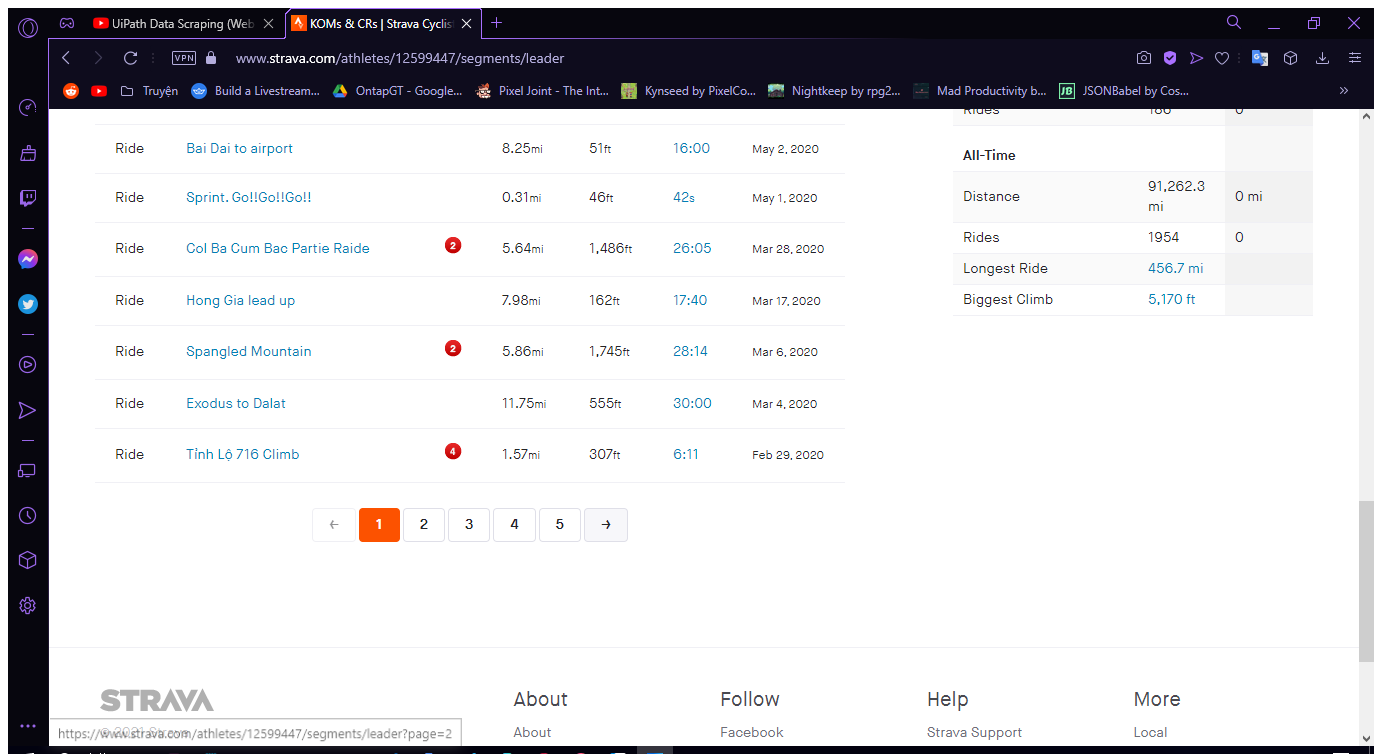 UiPath Data Scraping (Web
KOMs & CRs | Strava Cyclis
VPN www.strava.com/athletes/12599447/segments/leader
Truyện Build a Livestream... OntapGT - Google... Pixel Joint - The Int... Kynseed by PixelCo... Nightkeep by rpg2... Mad Productivity b... JB JSONBabel by Cos... »
Rides 180 0
Ride Bai Dai to airport 8.25mi 51ft 16:00 May 2, 2020
Ride Sprint. Go!!Go!!Go!! 0.31mi 46ft 42s May 1, 2020
Ride Col Ba Cum Bac Partie Raide 2 5.64mi 1,486ft 26:05 Mar 28, 2020
Ride Hong Gia lead up 7.98mi 162ft 17:40 Mar 17, 2020
Ride Spangled Mountain 2 5.86mi 1,745ft 28:14 Mar 6, 2020
Ride Exodus to Dalat 11.75mi 555ft 30:00 Mar 4, 2020
Ride Tỉnh Lộ 716 Climb 4 1.57mi 307ft 6:11 Feb 29, 2020
All-Time
Distance 91,262.3 mi 0 mi
Rides 1954 0
Longest Ride 456.7 mi
Biggest Climb 5,170 ft
← 1 2 3 4 5 →
STRAVA
About
About
Follow
Facebook
Help
Strava Support
More
Local
© 2021 Strava
https://www.strava.com/athletes/12599447/segments/leader?page=2